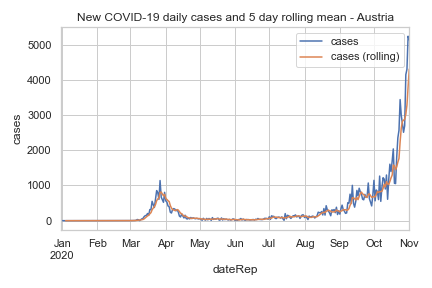 New COVID-19 daily cases and 5 day rolling mean - Austria
cases
cases (rolling)
5000
4000
3000
2000
1000
0
cases
Jan Feb Mar Apr May Jun Jul Aug Sep Oct Nov
2020
dateRep